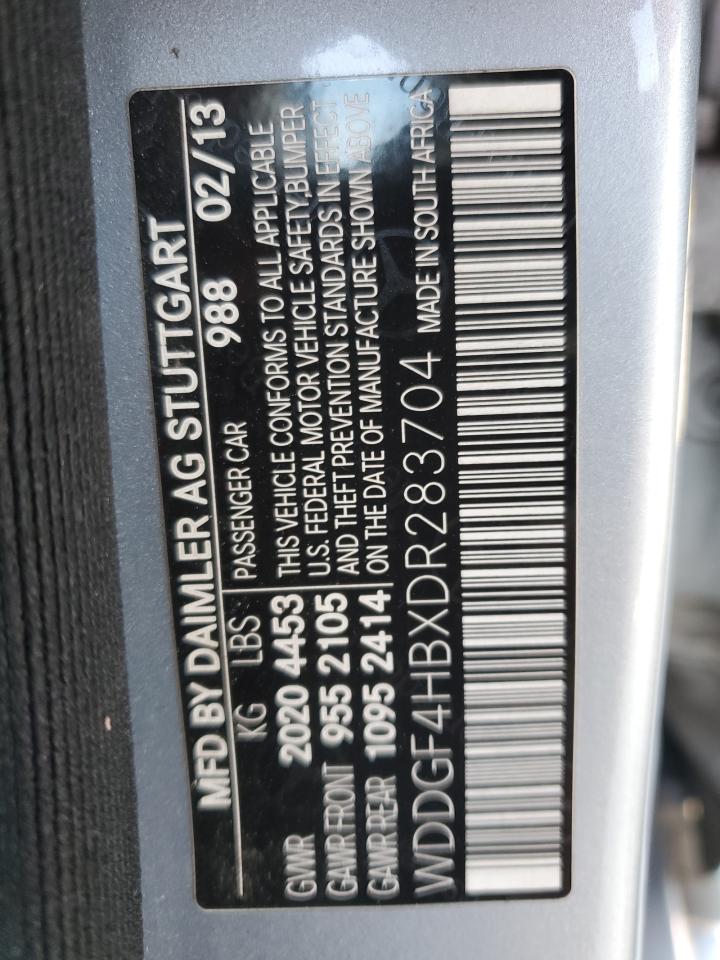 MFD BY DAIMLER AG STUTTGART
988 02/13
KG LBS PASSENGER CAR
GVWR 2020 4453 THIS VEHICLE CONFORMS TO ALL APPLICABLE
GAWR FRONT 955 2105 U.S. FEDERAL MOTOR VEHICLE SAFETY,BUMPER
GAWR REAR 1095 2414 AND THEFT PREVENTION STANDARDS IN EFFECT
ON THE DATE OF MANUFACTURE SHOWN ABOVE
WDDGF4HBXDR283704 MADE IN SOUTH AFRICA